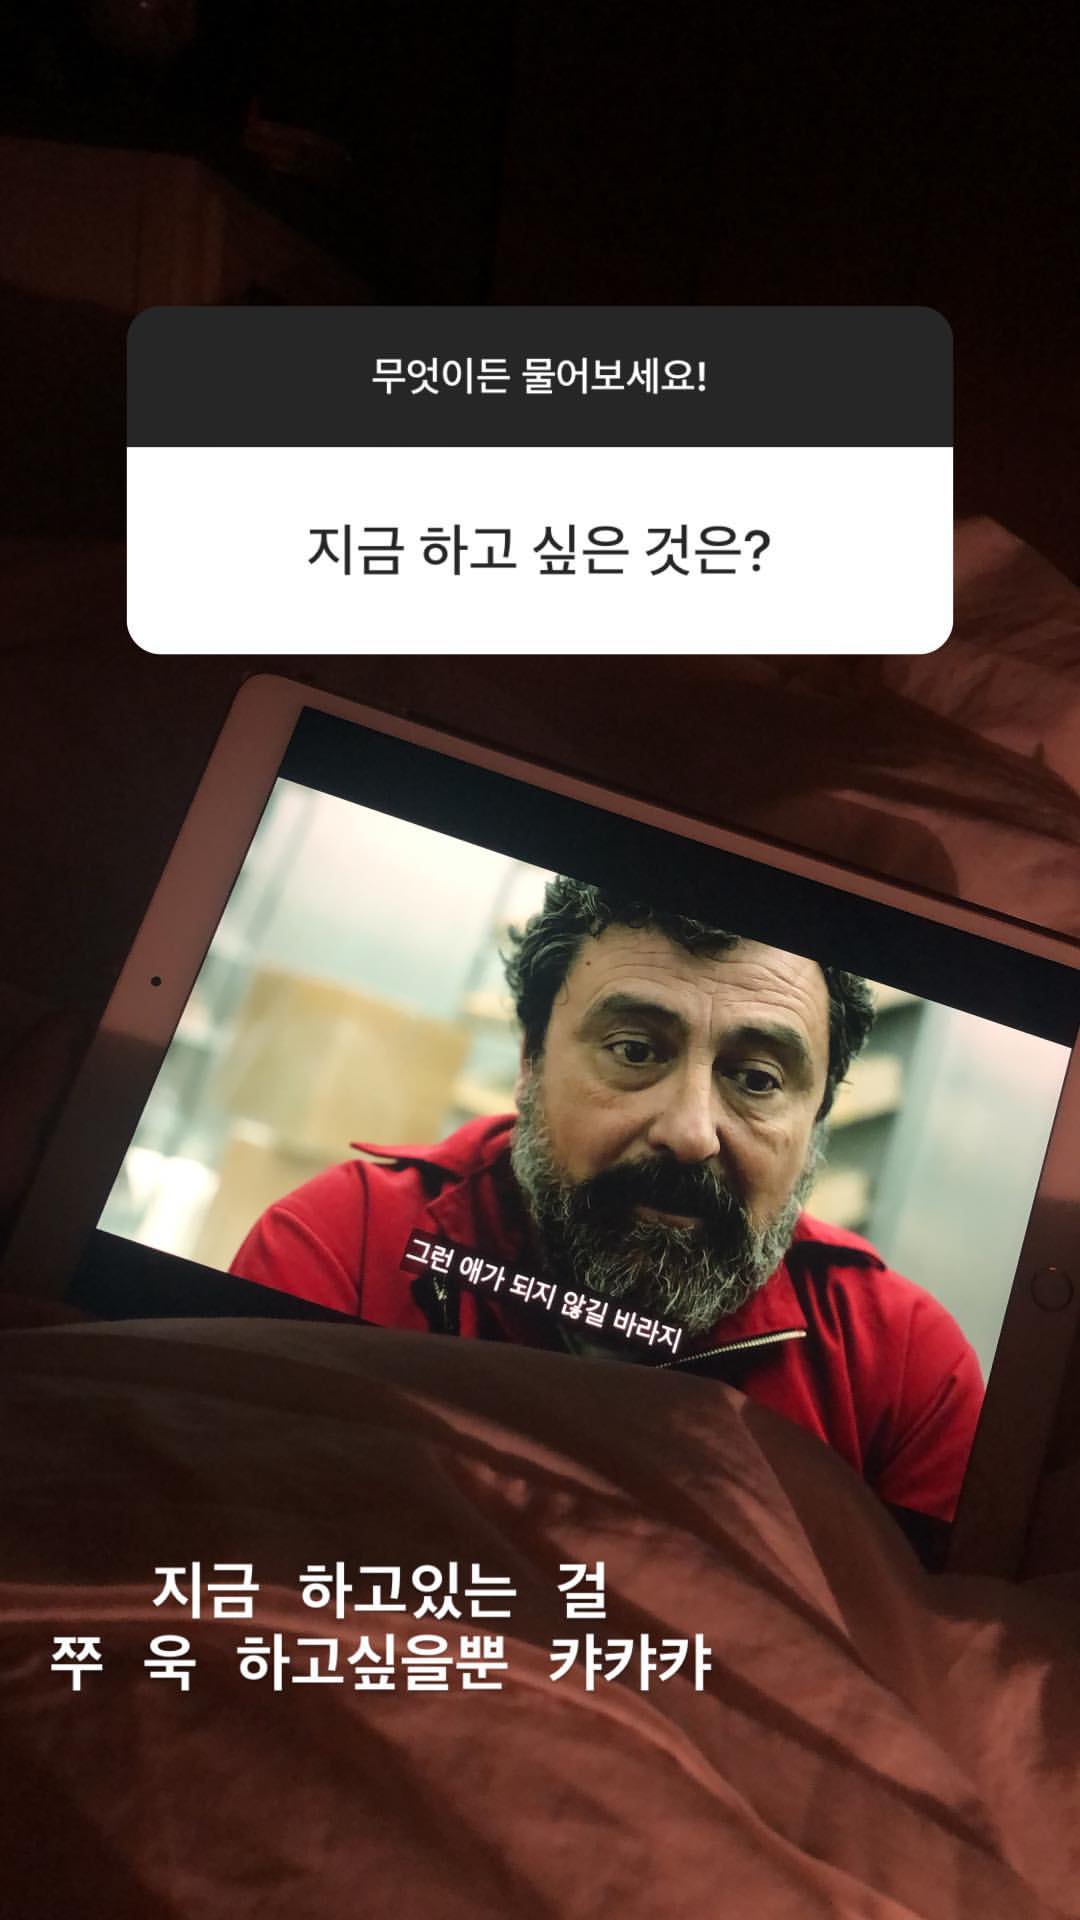 무엇이든 물어보세요!
지금 하고 싶은 것은?
그런 애가 되지 않길 바라지
지금 하고있는 걸
쭈 욱 하고싶을뿐 캬캬캬